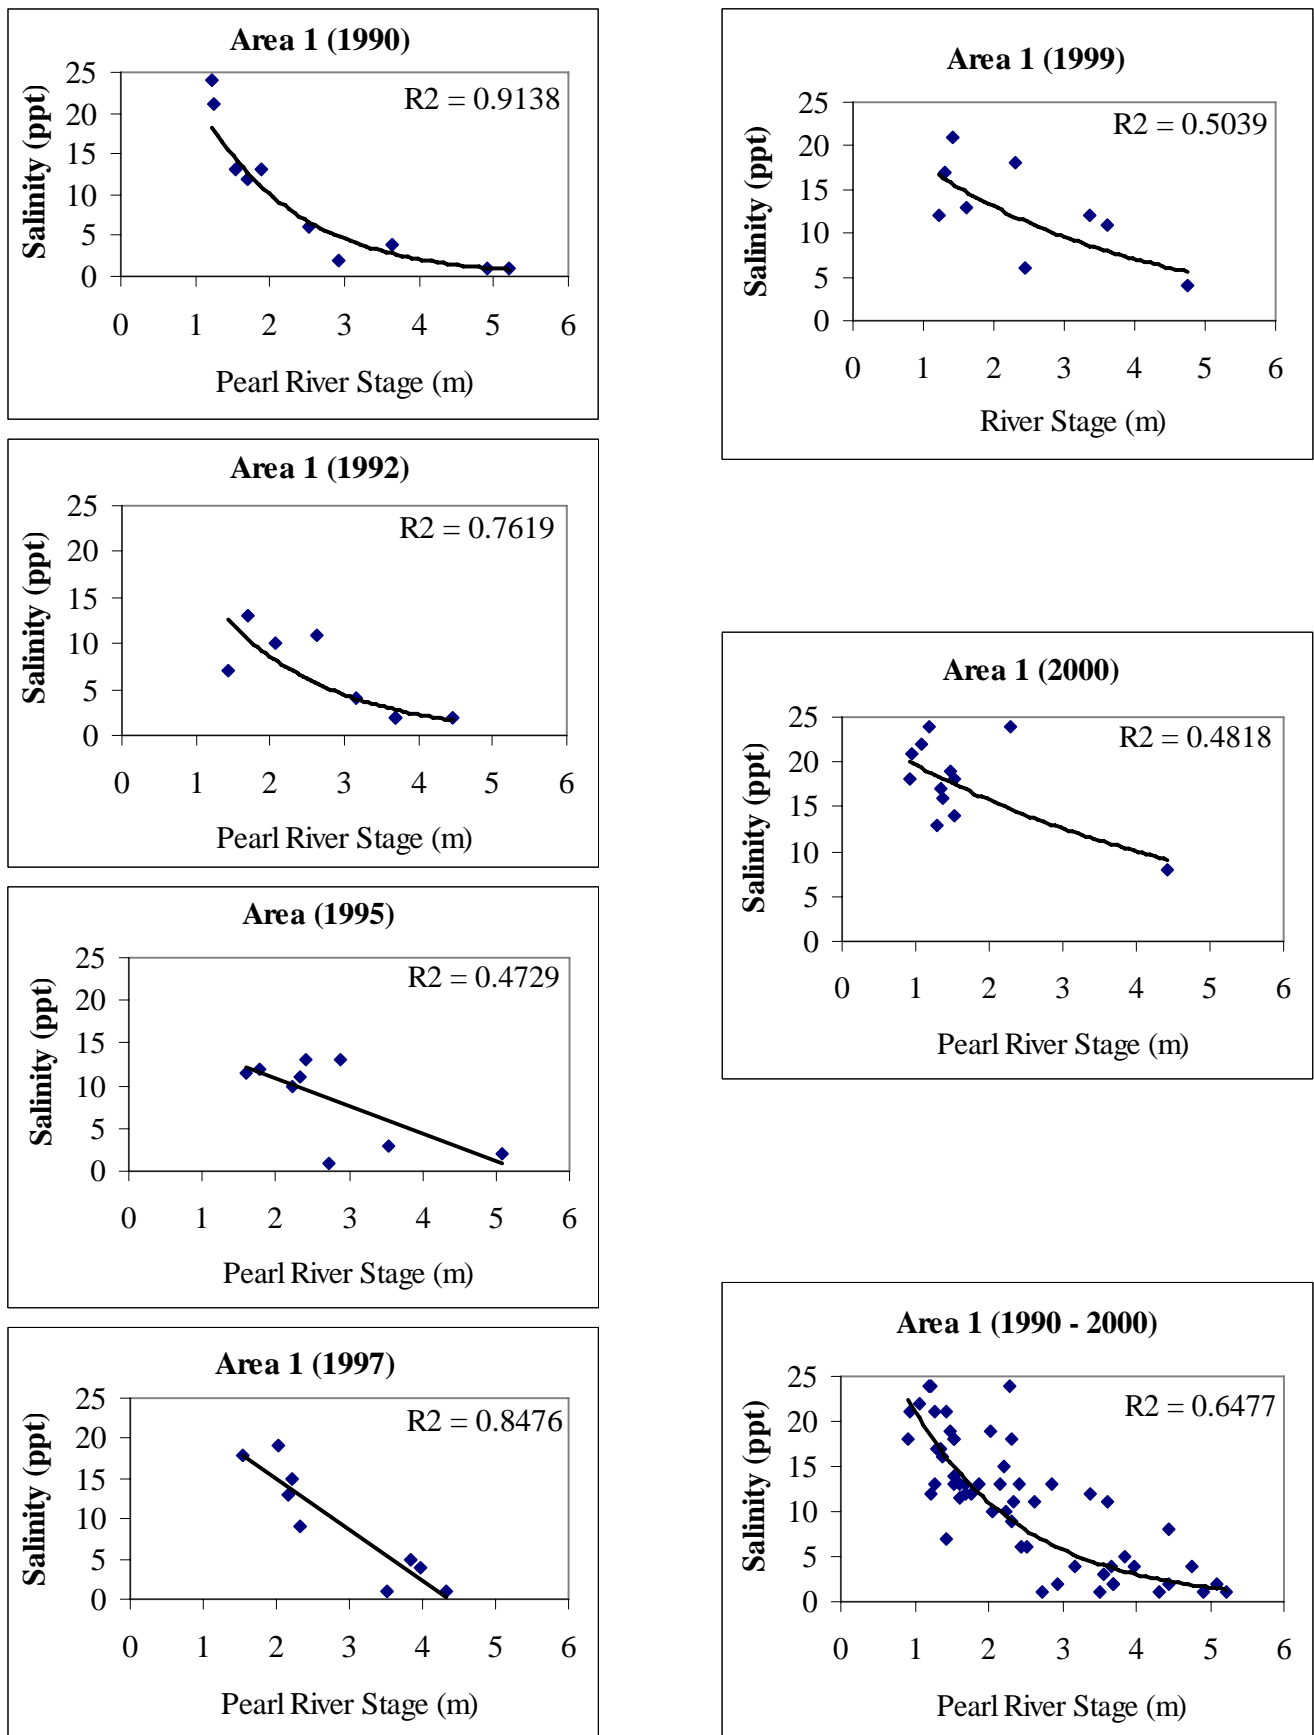 Area 1 (1990)
R2 = 0.9138
Salinity (ppt)
25
20
15
10
5
0
0 1 2 3 4 5 6
Pearl River Stage (m)
Area 1 (1992)
R2 = 0.7619
Salinity (ppt)
25
20
15
10
5
0
0 1 2 3 4 5 6
Pearl River Stage (m)
Area (1995)
R2 = 0.4729
Salinity (ppt)
25
20
15
10
5
0
0 1 2 3 4 5 6
Pearl River Stage (m)
Area 1 (1997)
R2 = 0.8476
Salinity (ppt)
25
20
15
10
5
0
0 1 2 3 4 5 6
Pearl River Stage (m)
Area 1 (1999)
R2 = 0.5039
Salinity (ppt)
25
20
15
10
5
0
0 1 2 3 4 5 6
River Stage (m)
Area 1 (2000)
R2 = 0.4818
Salinity (ppt)
25
20
15
10
5
0
0 1 2 3 4 5 6
Pearl River Stage (m)
Area 1 (1990 - 2000)
R2 = 0.6477
Salinity (ppt)
25
20
15
10
5
0
0 1 2 3 4 5 6
Pearl River Stage (m)